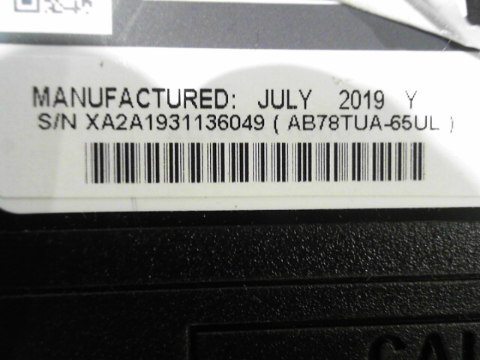 MANUFACTURED: JULY 2019 Y
S/N XA2A1931136049 ( AB78TUA-65UL )